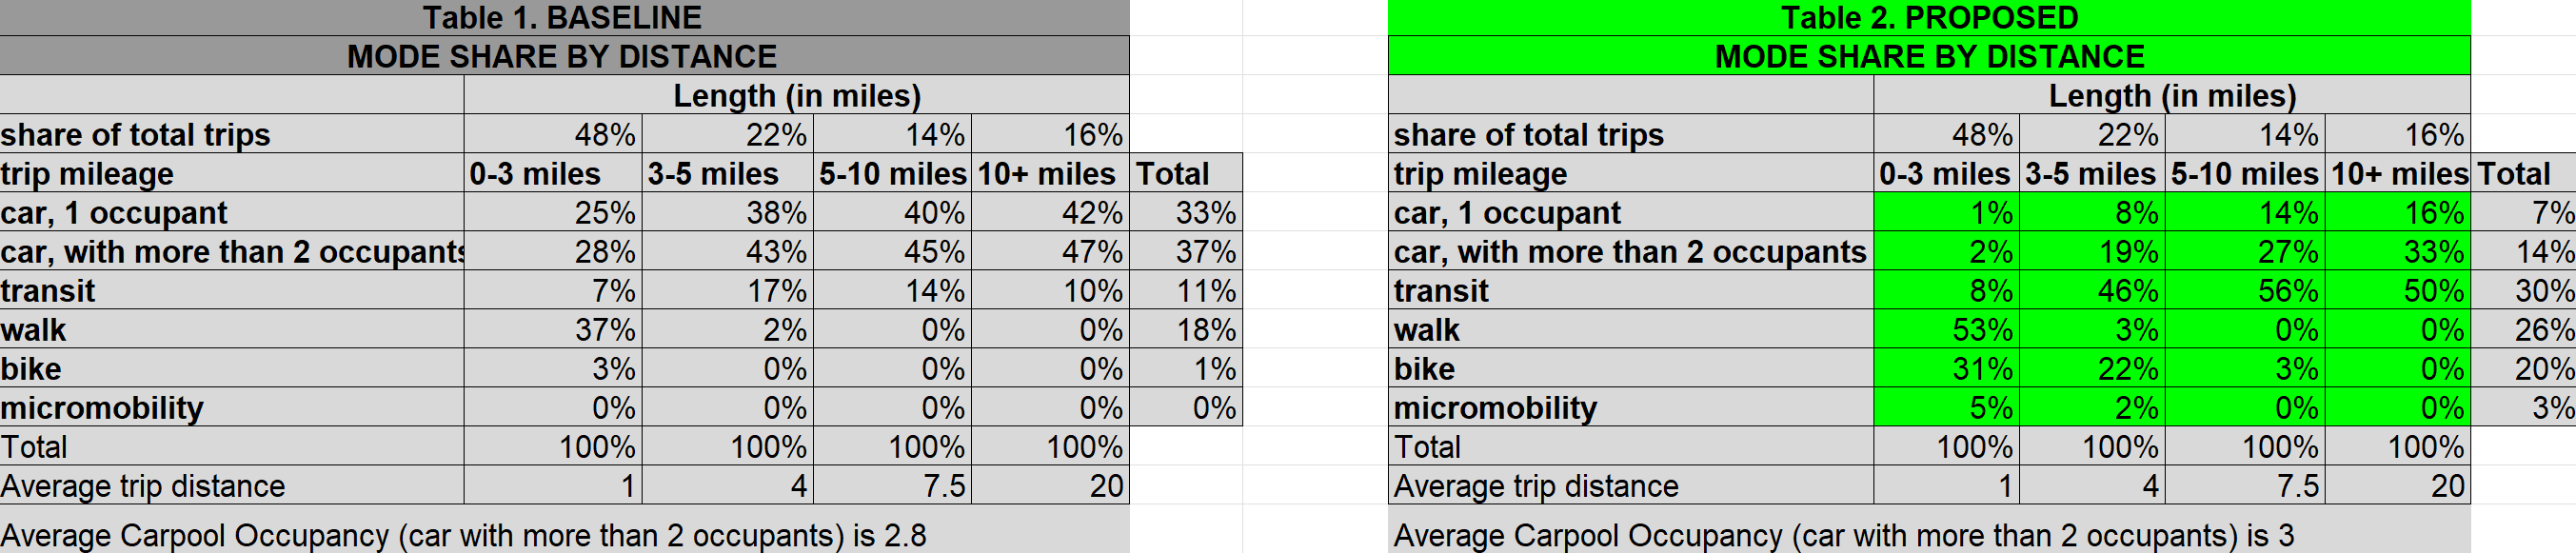 Table 1. BASELINE
MODE SHARE BY DISTANCE
Length (in miles)
share of total trips 48% 22% 14% 16%
trip mileage 0-3 miles 3-5 miles 5-10 miles 10+ miles Total
car, 1 occupant 25% 38% 40% 42% 33%
car, with more than 2 occupants 28% 43% 45% 47% 37%
transit 7% 17% 14% 10% 11%
walk 37% 2% 0% 0% 18%
bike 3% 0% 0% 0% 1%
micromobility 0% 0% 0% 0% 0%
Total 100% 100% 100% 100%
Average trip distance 1 4 7.5 20
Average Carpool Occupancy (car with more than 2 occupants) is 2.8
Table 2. PROPOSED
MODE SHARE BY DISTANCE
Length (in miles)
share of total trips 48% 22% 14% 16%
trip mileage 0-3 miles 3-5 miles 5-10 miles 10+ miles Total
car, 1 occupant 1% 8% 14% 16% 7%
car, with more than 2 occupants 2% 19% 27% 33% 14%
transit 8% 46% 56% 50% 30%
walk 53% 3% 0% 0% 26%
bike 31% 22% 3% 0% 20%
micromobility 5% 2% 0% 0% 3%
Total 100% 100% 100% 100%
Average trip distance 1 4 7.5 20
Average Carpool Occupancy (car with more than 2 occupants) is 3